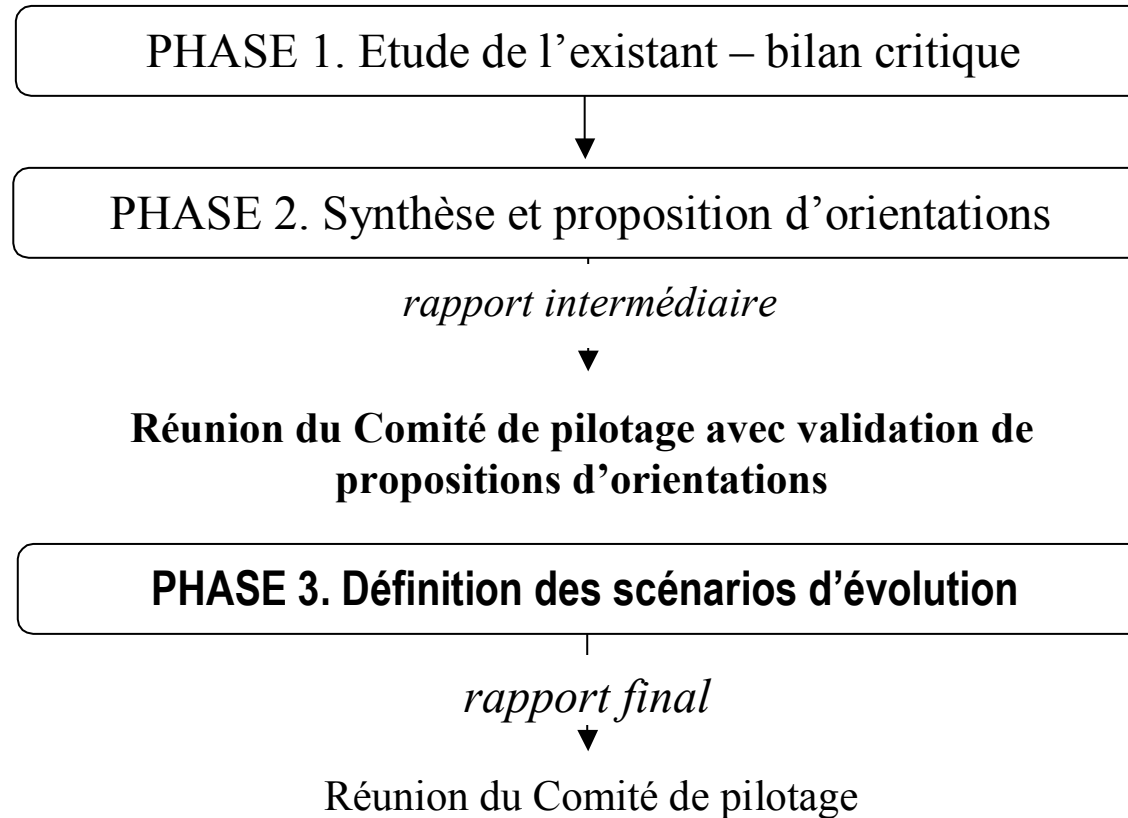 PHASE 1. Etude de l’existant – bilan critique
PHASE 2. Synthèse et proposition d’orientations
rapport intermédiaire
Réunion du Comité de pilotage avec validation de
propositions d’orientations
PHASE 3. Définition des scénarios d’évolution
rapport final
Réunion du Comité de pilotage